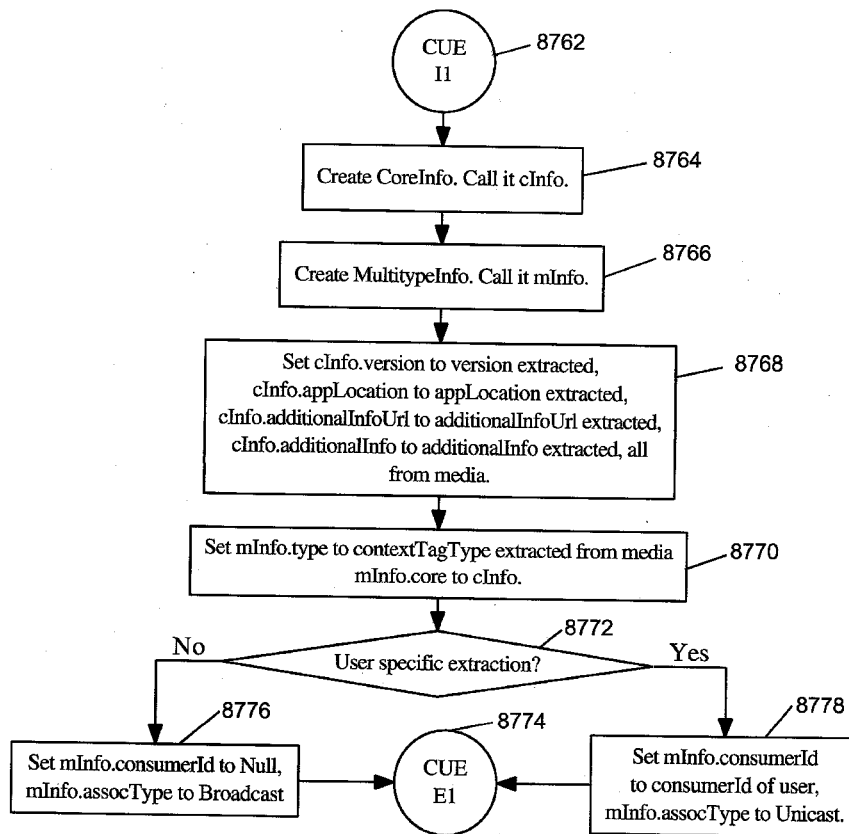 CUE
I1
8762
Create CoreInfo. Call it cInfo.
8764
Create MultitypeInfo. Call it mInfo.
8766
Set cInfo.version to version extracted,
cInfo.appLocation to appLocation extracted,
cInfo.additionalInfoUrl to additionalInfoUrl extracted,
cInfo.additionalInfo to additionalInfo extracted, all
from media.
8768
Set mInfo.type to contextTagType extracted from media
mInfo.core to cInfo.
8770
8772
No
User specific extraction?
Yes
8776
Set mInfo.consumerId to Null,
mInfo.assocType to Broadcast
8774
CUE
E1
8778
Set mInfo.consumerId
to consumerId of user,
mInfo.assocType to Unicast.